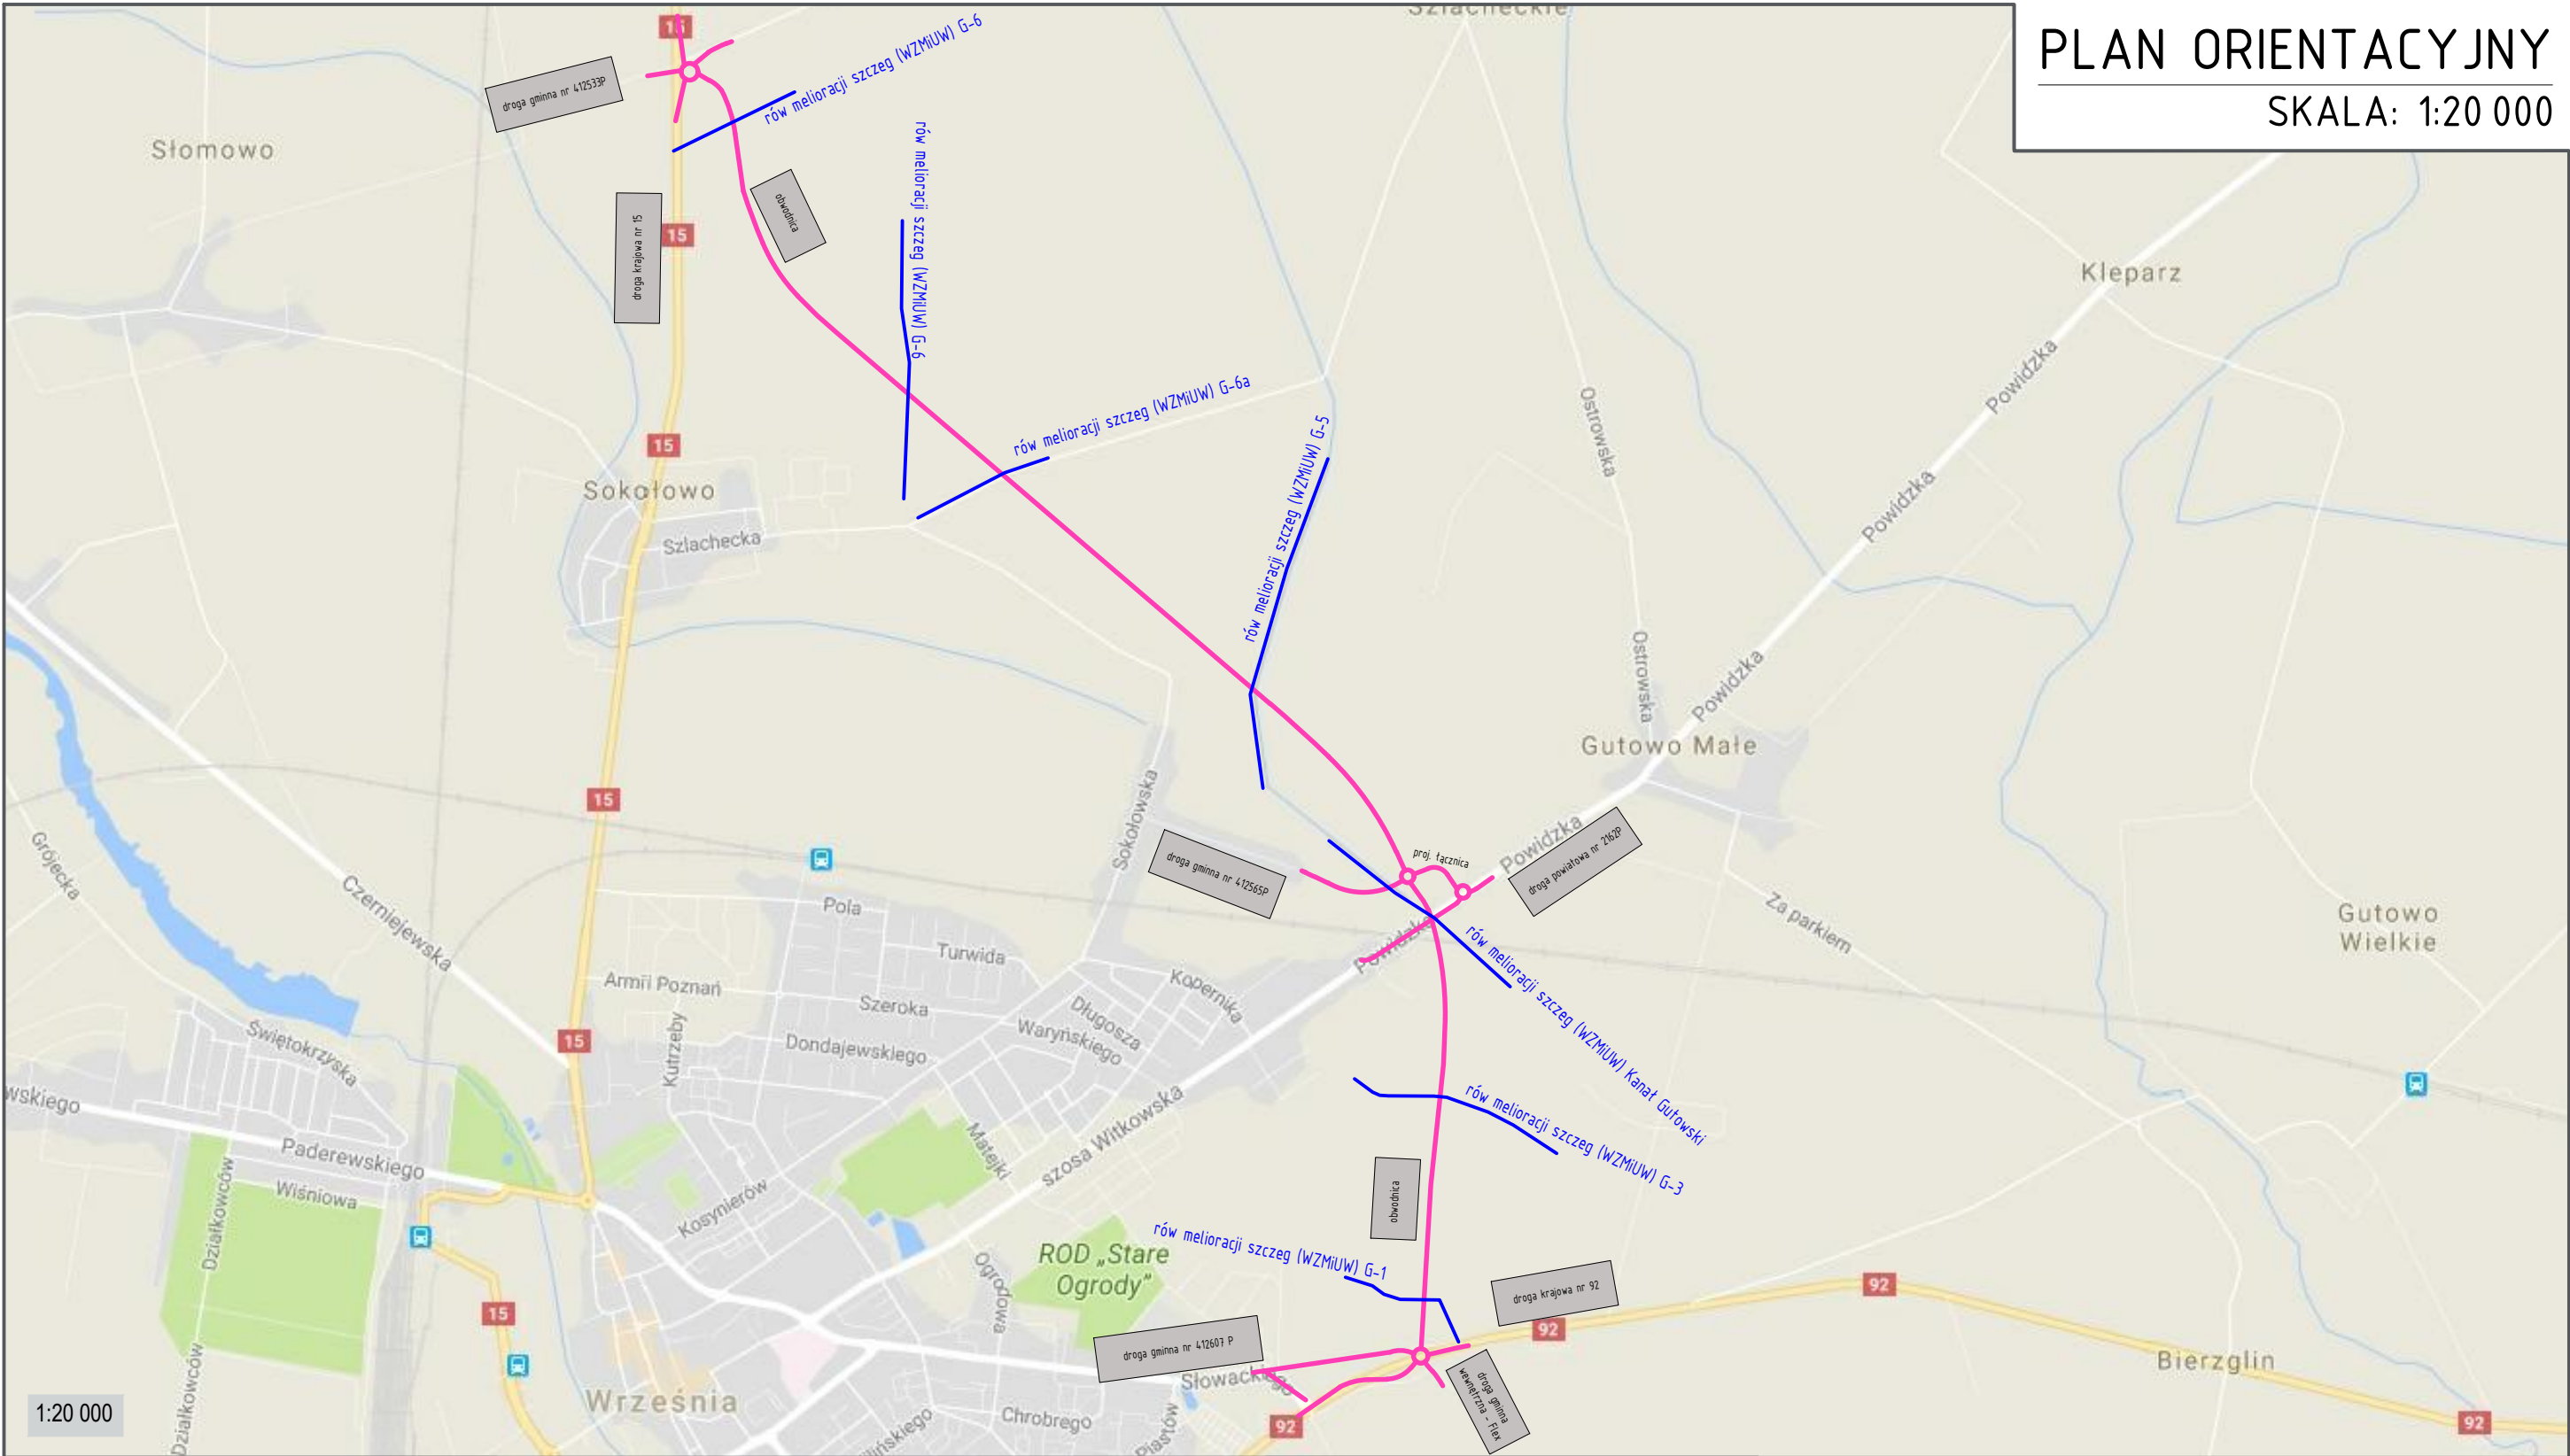 PLAN ORIENTACYJNY
SKALA: 1:20 000
Szlacheckie
15
droga gminna nr 412533P
rów melioracji szczeg (WZMiUW) G-6
Słomowo
obwodnica
droga krajowa nr 15
15
rów melioracji szczeg (WZMiUW) G-6
Kleparz
Powidzka
rów melioracji szczeg (WZMiUW) G-6a
Ostrowska
15
Sokołowo
Szlachecka
rów melioracji szczeg (WZMiUW) G-5
Powidzka
Ostrowska
Powidzka
Gutowo Małe
15
Sokołowska
Grójecka
Czerniejewska
droga gminna nr 412565P
proj. łącznica
Powidzka
droga powiatowa nr 2162P
Pola
Turwida
Powidzka
Za parkiem
Gutowo
Wielkie
Armii Poznań
Szeroka
Kopernika
Długosza
Waryńskiego
Dondajewskiego
Kutrzeby
15
Świętokrzyska
rów melioracji szczeg (WZMiUW) Kanał Gutowski
wskiego
Paderewskiego
Wiśniowa
Działkowców
Matejki
szosa Witkowska
rów melioracji szczeg (WZMiUW) G-3
Kosynierów
obwodnica
rów melioracji szczeg (WZMiUW) G-1
ROD „Stare
Ogrody”
Ogrodowa
droga krajowa nr 92
92
92
15
droga gminna nr 412607 P
Słowackiego
droga gminna
wewnętrzna - Flex
Bierzglin
Działkowców
Września
Chrobrego
Piastów
lińskiego
92
92
1:20 000